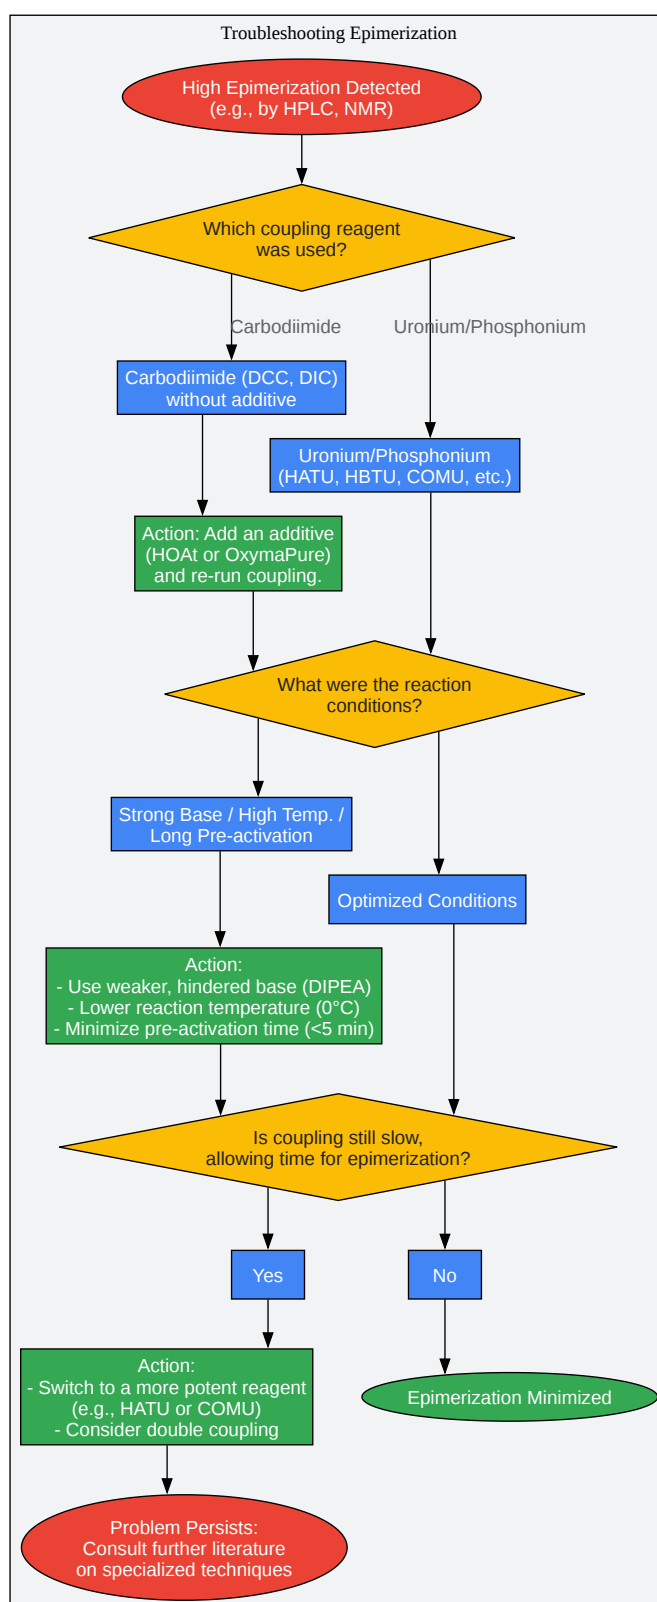 Troubleshooting Epimerization
High Epimerization Detected
(e.g., by HPLC, NMR)
Which coupling reagent
was used?
Carbodiimide
Uronium/Phosphonium
Carbodiimide (DCC, DIC)
without additive
Uronium/Phosphonium
(HATU, HBTU, COMU, etc.)
Action: Add an additive
(HOAt or OxymaPure)
and re-run coupling.
What were the reaction
conditions?
Strong Base / High Temp. /
Long Pre-activation
Optimized Conditions
Action:
- Use weaker, hindered base (DIPEA)
- Lower reaction temperature (0°C)
- Minimize pre-activation time (<5 min)
Is coupling still slow,
allowing time for epimerization?
Yes
No
Action:
- Switch to a more potent reagent
(e.g., HATU or COMU)
- Consider double coupling
Epimerization Minimized
Problem Persists:
Consult further literature
on specialized techniques